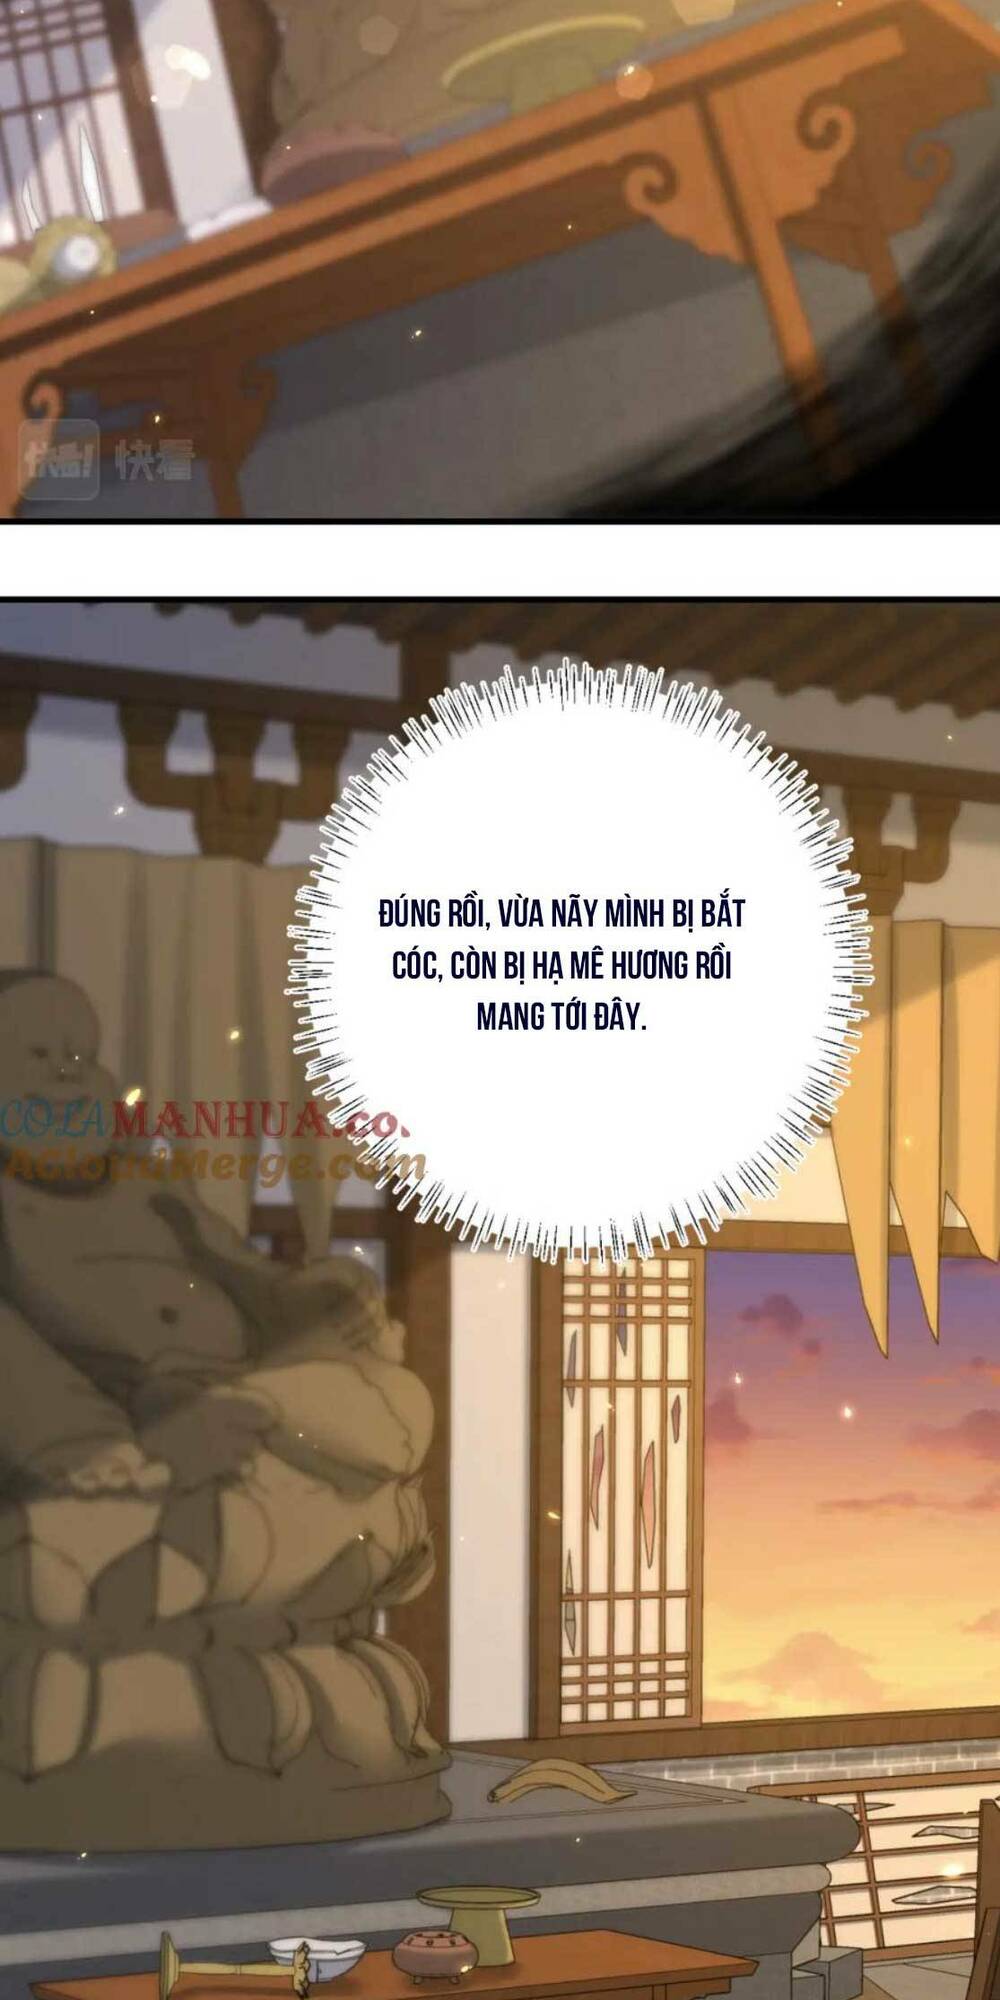 快看! 快看
ĐÚNG RỒI, VỪA NÃY MÌNH BỊ BẮT
CÓC, CÒN BỊ HẠ MÊ HƯƠNG RỒI
MANG TỚI ĐÂY.
COLAMANHUA.co.
ACloudMerge.com